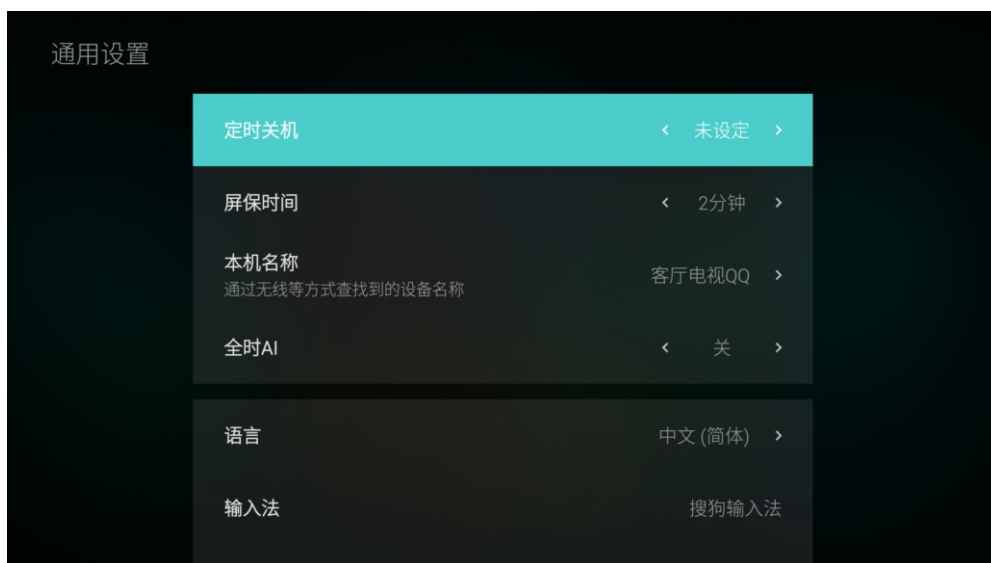 通用设置
定时关机 < 未设定 >
屏保时间 < 2分钟 >
本机名称
通过无线等方式查找到的设备名称
客厅电视QQ >
全时AI < 关 >
语言 中文 (简体) >
输入法 搜狗输入法